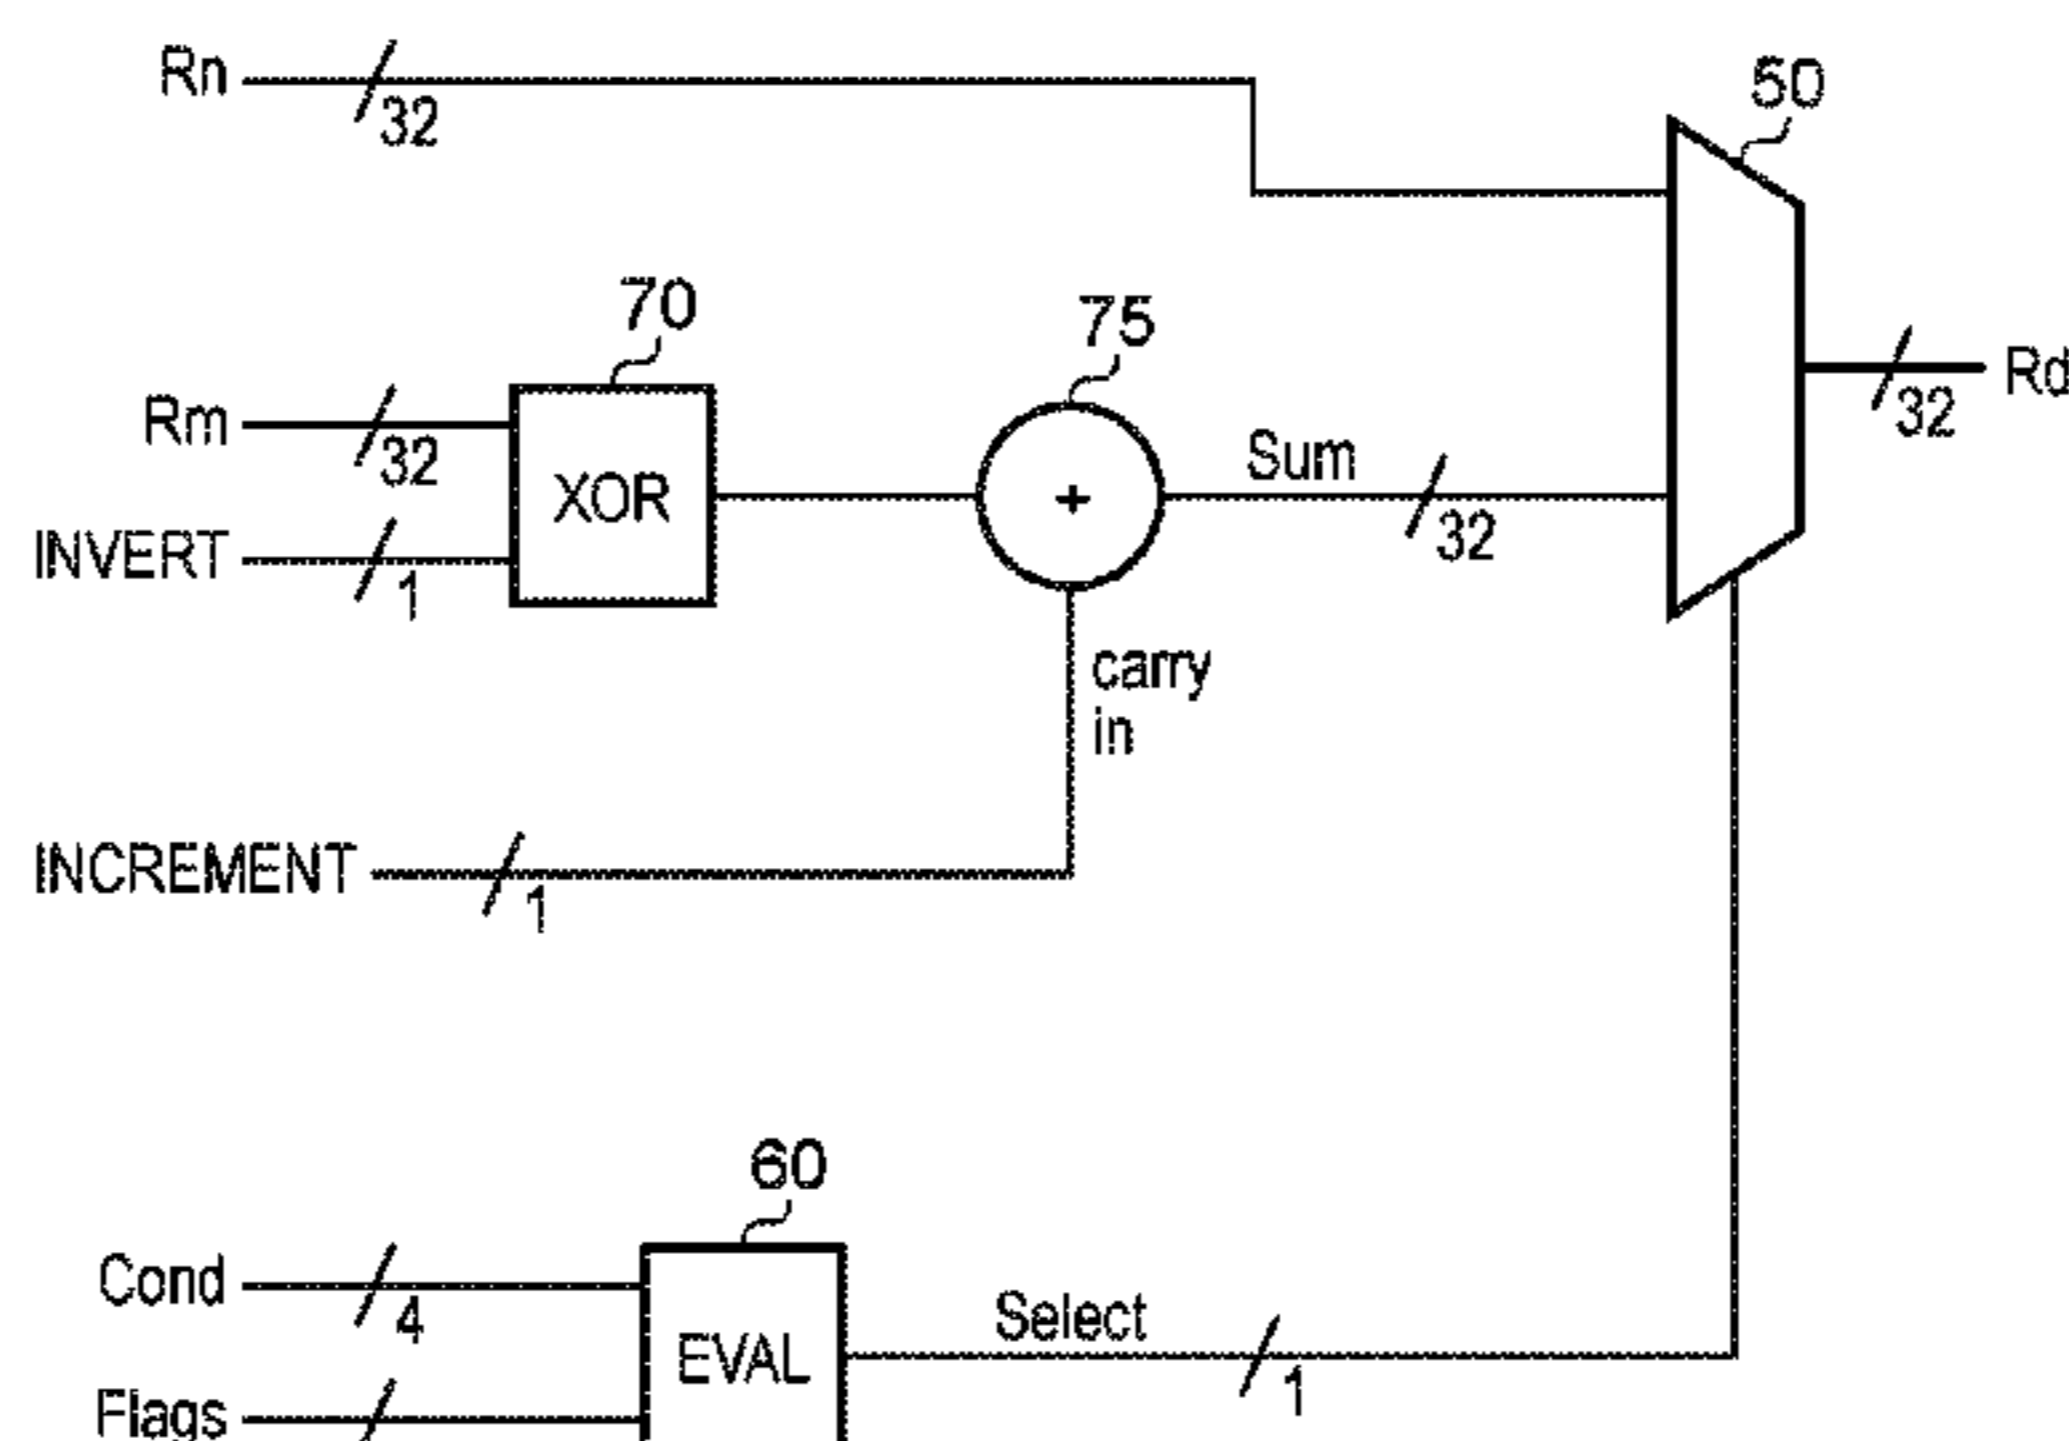 Rn
32
50
70
75
Rm
32
XOR
+
Sum
32
Rd
32
INVERT
1
carry
in
INCREMENT
1
60
Cond
4
EVAL
Select
1
Flags